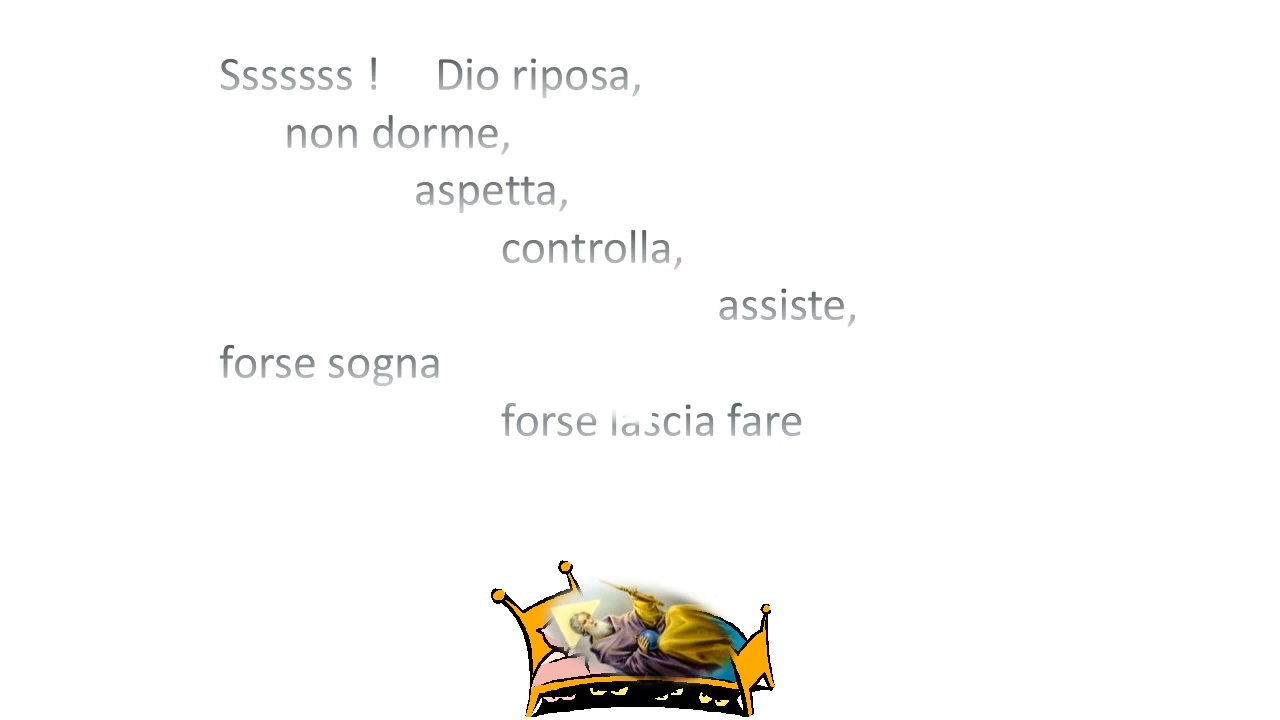 Sssssss ! Dio riposa,
non dorme,
aspetta,
controlla,
assiste,
forse sogna
forse lascia fare